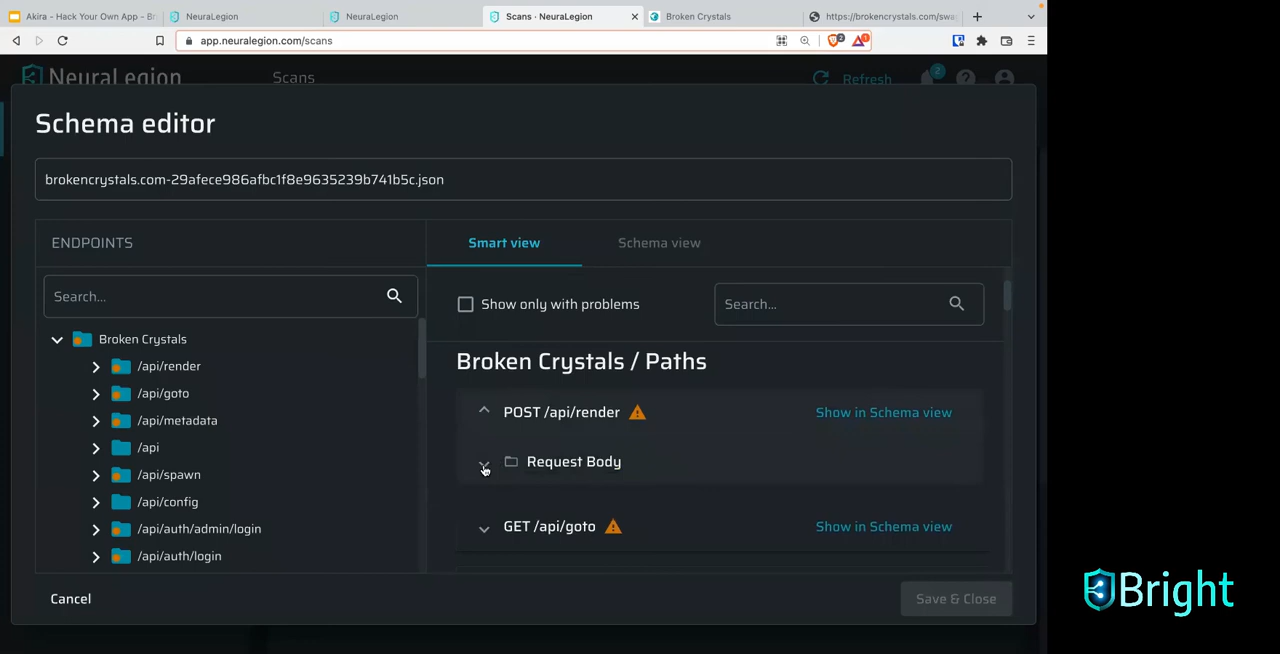 Akira - Hack Your Own App - Br
NeuraLegion
NeuraLegion
Scans · NeuraLegion
Broken Crystals
https://brokencrystals.com/swa
app.neuralegion.com/scans
2
1
NeuraLegion
Scans
Refresh
2
Schema editor
brokencrystals.com-29afece986afbc1f8e9635239b741b5c.json
ENDPOINTS
Smart view
Schema view
Search...
Show only with problems
Search...
Broken Crystals
/api/render
/api/goto
/api/metadata
/api
/api/spawn
/api/config
/api/auth/admin/login
/api/auth/login
Broken Crystals / Paths
POST /api/render
Show in Schema view
Request Body
GET /api/goto
Show in Schema view
Cancel
Save & Close
Bright